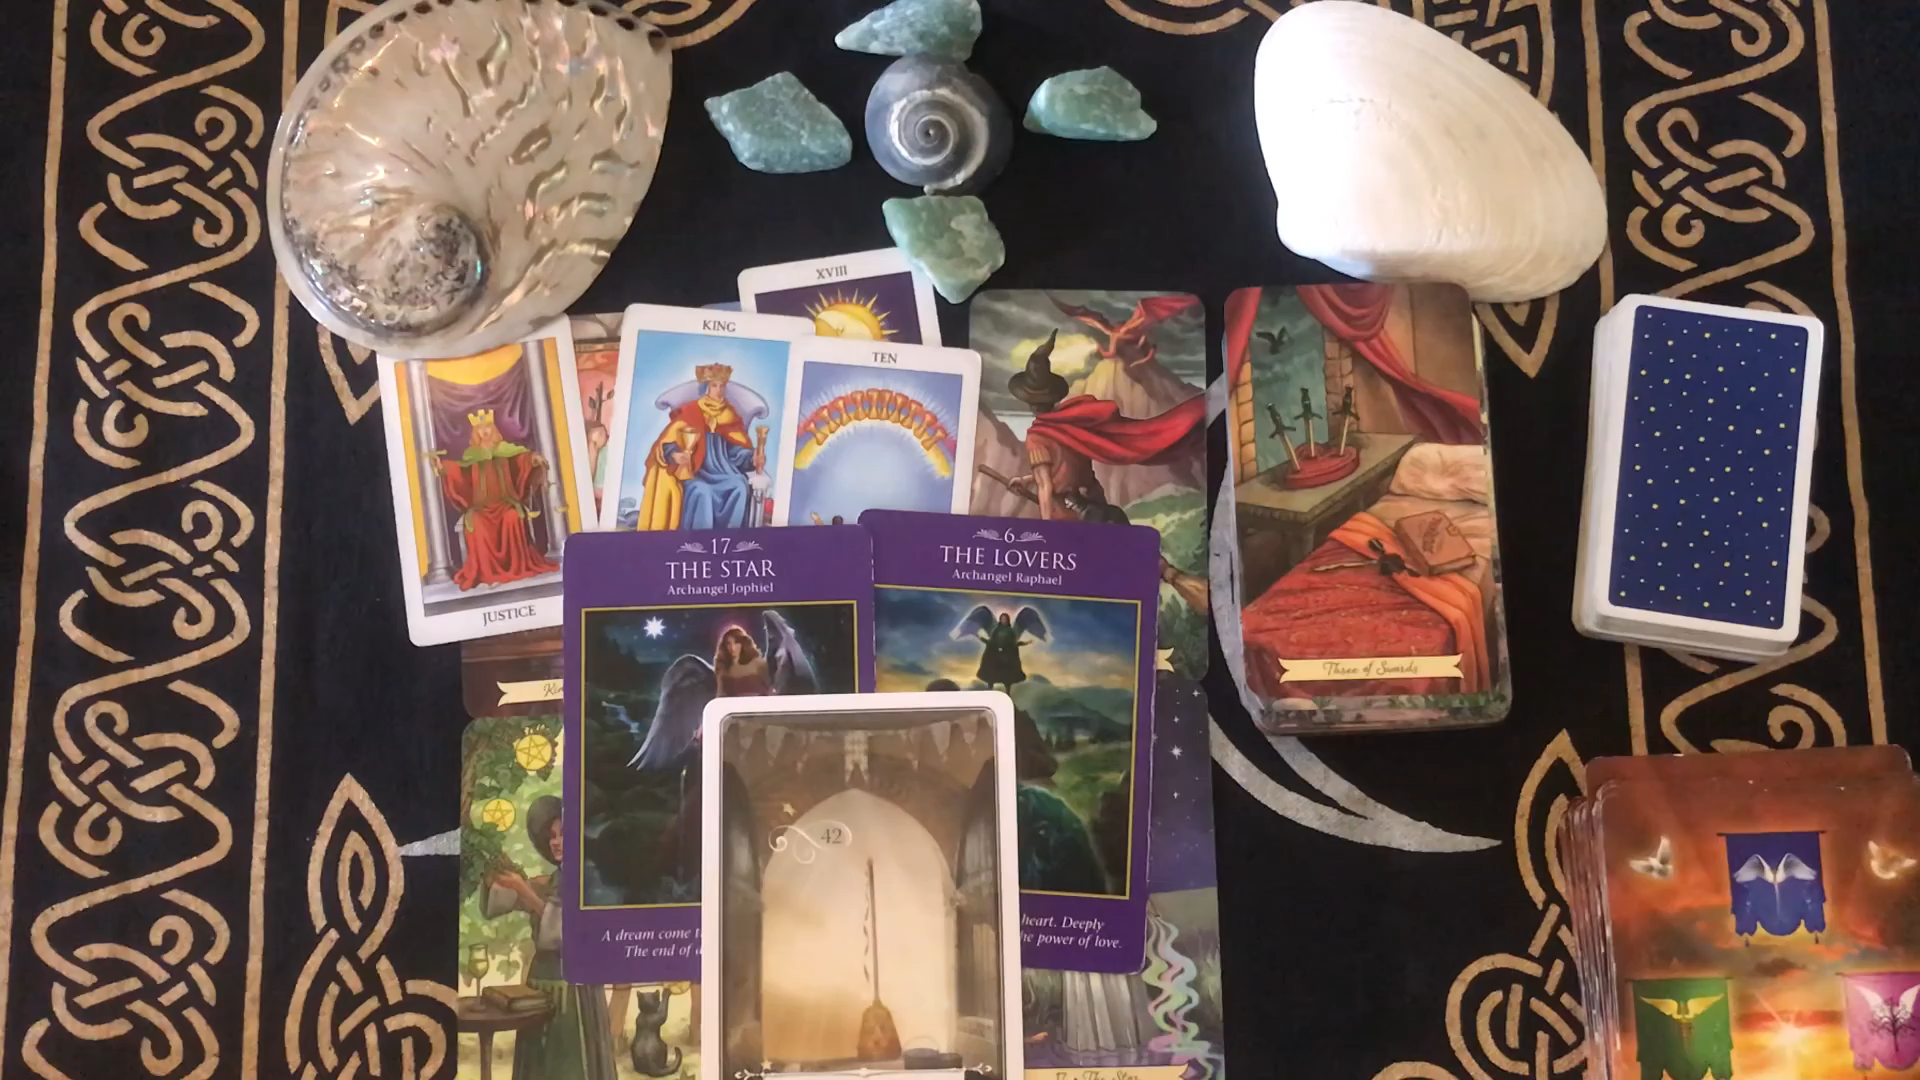 XVIII
KING
TEN
JUSTICE
17
THE STAR
Archangel Jophiel
6
THE LOVERS
Archangel Raphael
Three of Swords
42
A dream come
The end of
heart. Deeply
power of love.
The Star